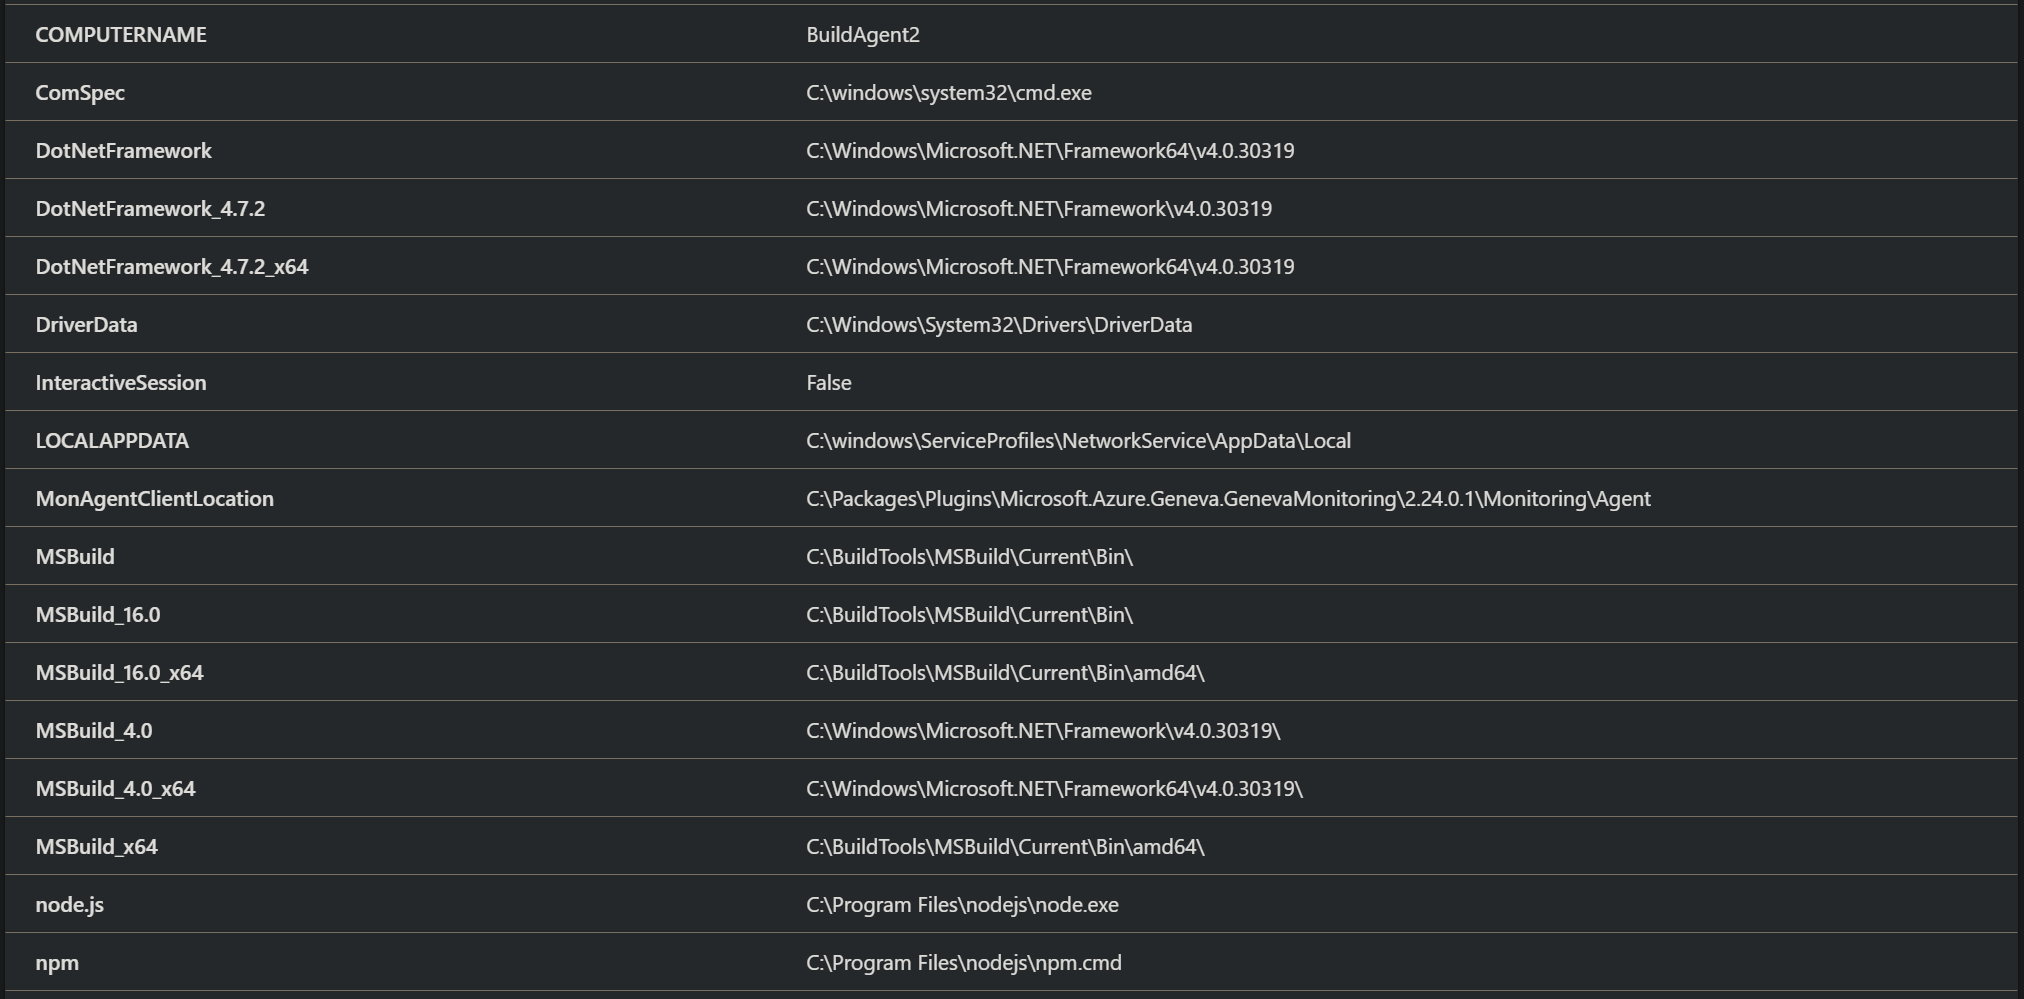 COMPUTERNAME BuildAgent2
ComSpec C:\windows\system32\cmd.exe
DotNetFramework C:\Windows\Microsoft.NET\Framework64\v4.0.30319
DotNetFramework_4.7.2 C:\Windows\Microsoft.NET\Framework\v4.0.30319
DotNetFramework_4.7.2_x64 C:\Windows\Microsoft.NET\Framework64\v4.0.30319
DriverData C:\Windows\System32\Drivers\DriverData
InteractiveSession False
LOCALAPPDATA C:\windows\ServiceProfiles\NetworkService\AppData\Local
MonAgentClientLocation C:\Packages\Plugins\Microsoft.Azure.Geneva.GenevaMonitoring\2.24.0.1\Monitoring\Agent
MSBuild C:\BuildTools\MSBuild\Current\Bin\
MSBuild_16.0 C:\BuildTools\MSBuild\Current\Bin\
MSBuild_16.0_x64 C:\BuildTools\MSBuild\Current\Bin\amd64\
MSBuild_4.0 C:\Windows\Microsoft.NET\Framework\v4.0.30319\
MSBuild_4.0_x64 C:\Windows\Microsoft.NET\Framework64\v4.0.30319\
MSBuild_x64 C:\BuildTools\MSBuild\Current\Bin\amd64\
node.js C:\Program Files\nodejs\node.exe
npm C:\Program Files\nodejs\npm.cmd